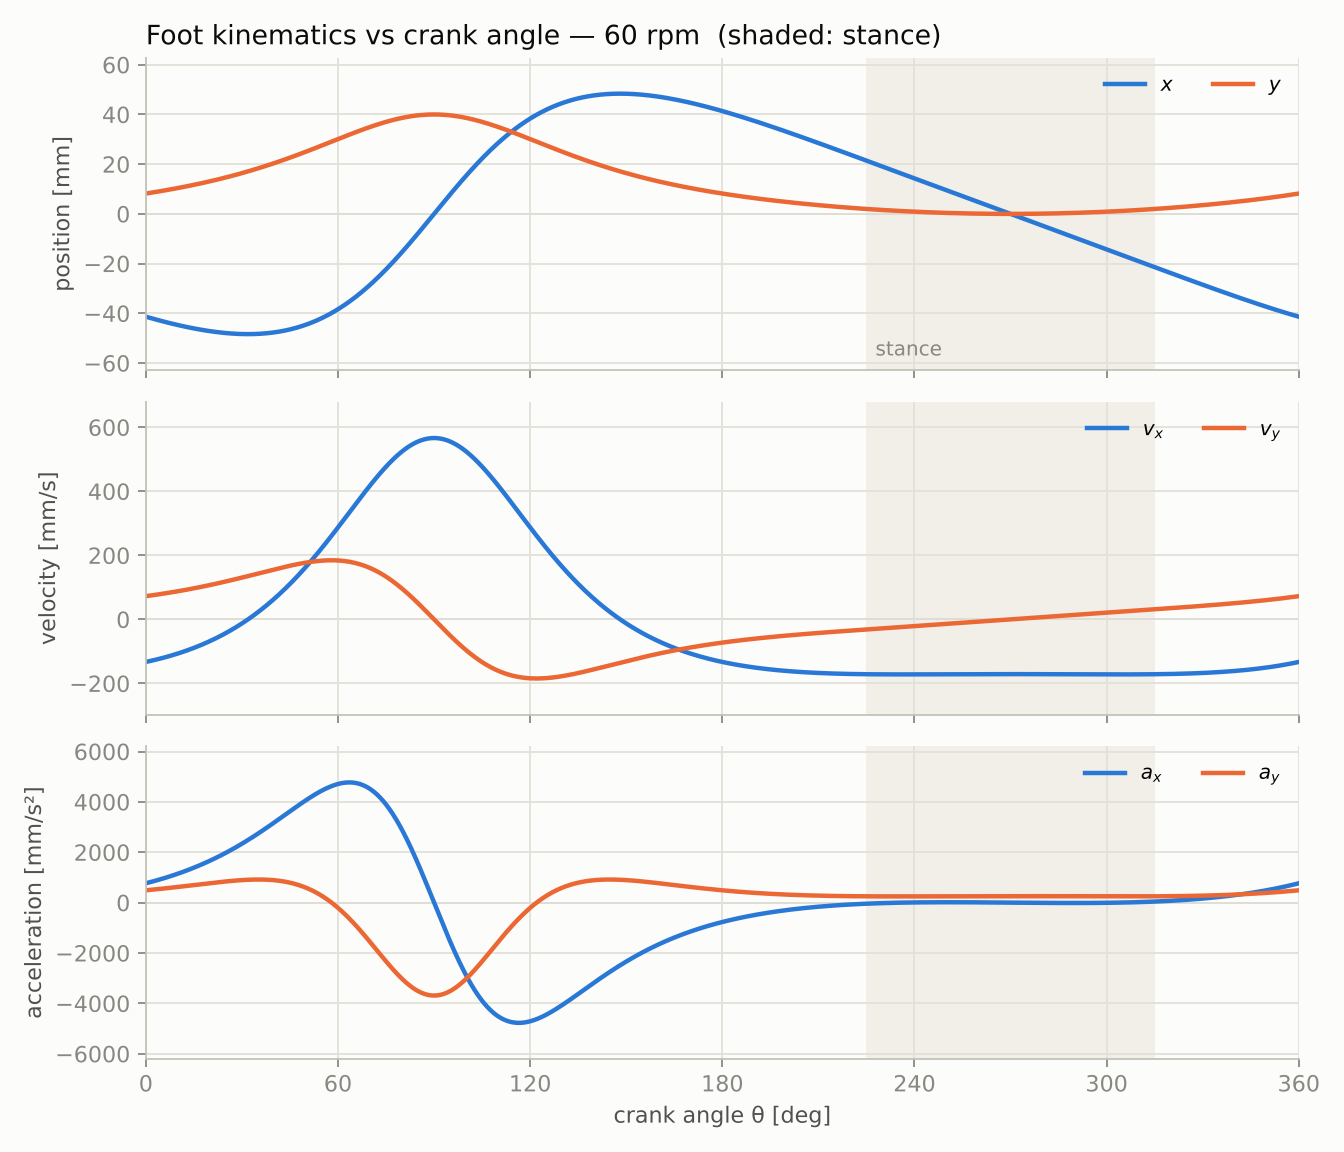 Foot kinematics vs crank angle — 60 rpm  (shaded: stance)
60
40
20
0
−20
−40
−60
position [mm]
x
y
stance
600
400
200
0
−200
velocity [mm/s]
vx
vy
6000
4000
2000
0
−2000
−4000
−6000
acceleration [mm/s²]
ax
ay
0 60 120 180 240 300 360
crank angle θ [deg]